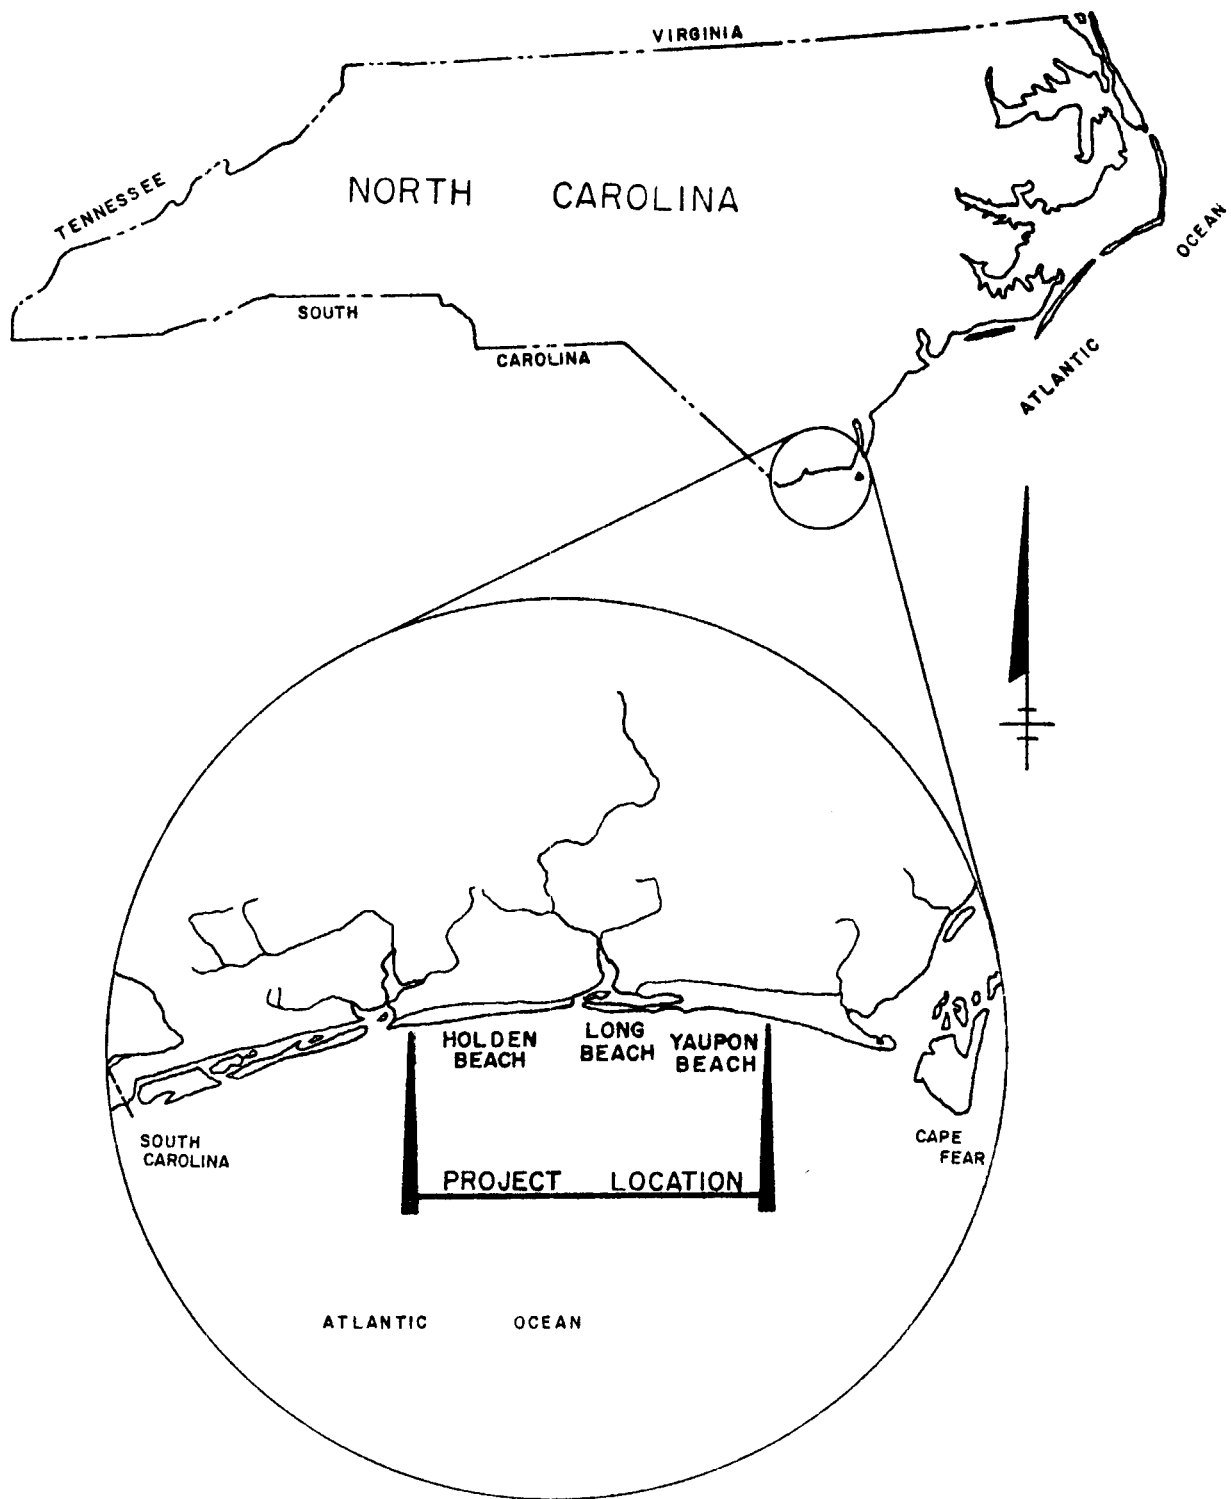 VIRGINIA
TENNESSEE
NORTH CAROLINA
OCEAN
SOUTH
CAROLINA
ATLANTIC
HOLDEN
BEACH
LONG
BEACH
YAUPON
BEACH
SOUTH
CAROLINA
CAPE
FEAR
PROJECT LOCATION
ATLANTIC OCEAN